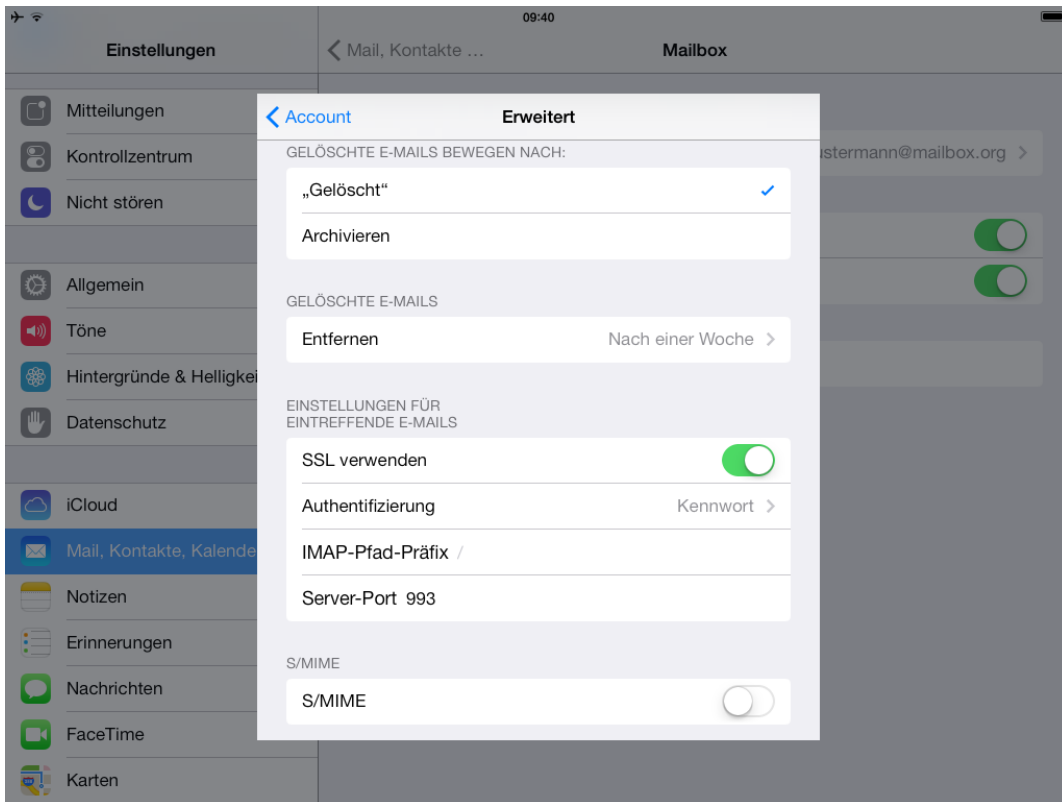 09:40
Einstellungen
Mail, Kontakte ...
Mailbox
Mitteilungen
Kontrollzentrum
Nicht stören
Allgemein
Töne
Hintergründe & Helligkei
Datenschutz
iCloud
Mail, Kontakte, Kalende
Notizen
Erinnerungen
Nachrichten
FaceTime
Karten
ustermann@mailbox.org
Account
Erweitert
GELÖSCHTE E-MAILS BEWEGEN NACH:
„Gelöscht“
Archivieren
GELÖSCHTE E-MAILS
Entfernen Nach einer Woche
EINSTELLUNGEN FÜR
EINTREFFENDE E-MAILS
SSL verwenden
Authentifizierung Kennwort
IMAP-Pfad-Präfix /
Server-Port 993
S/MIME
S/MIME